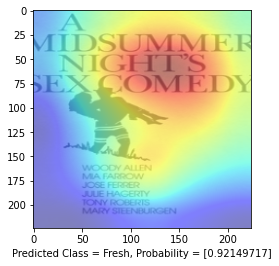 0
25
50
75
100
125
150
175
200
0
50
100
150
200
A
MIDSUMMER
NIGHT'S
SEX COMEDY
WOODY ALLEN
MIA FARROW
JOSE FERRER
JULIE HAGERTY
TONY ROBERTS
MARY STEENBURGEN
Predicted Class = Fresh, Probability = [0.92149717]